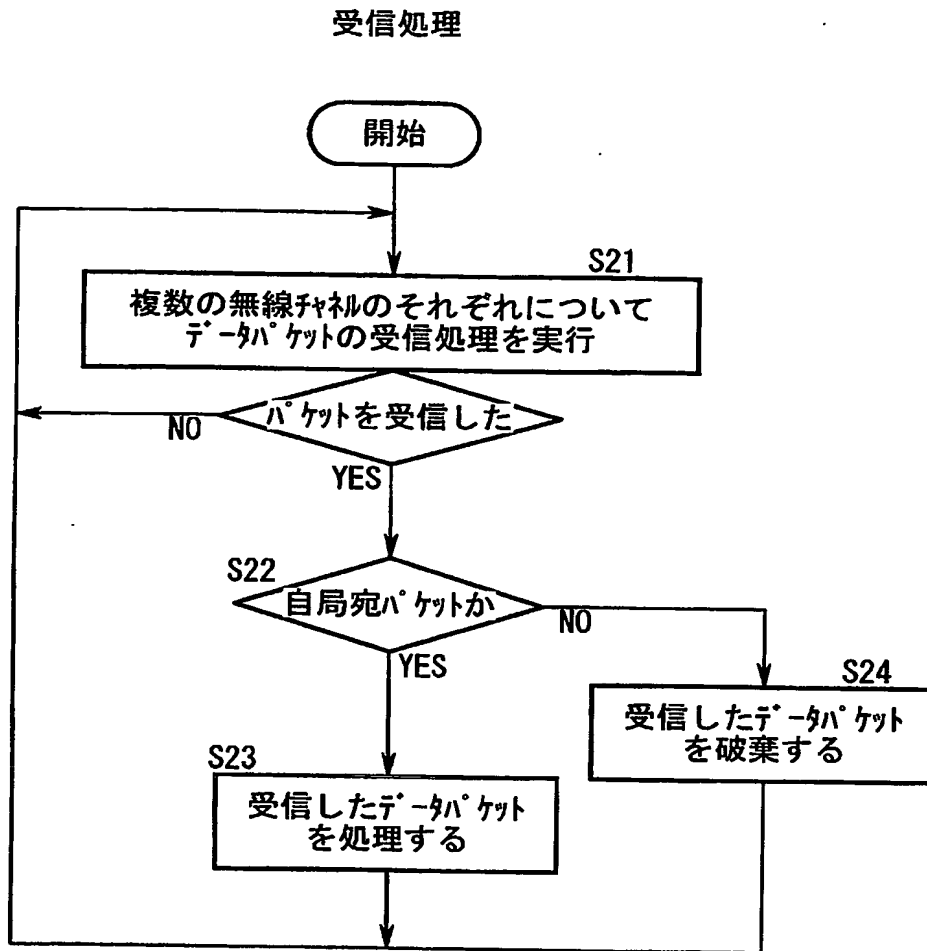 受信処理
開始
S21
複数の無線ﾁｬﾈﾙのそれぞれについて
ﾃﾞｰﾀﾊﾟｹｯﾄの受信処理を実行
ﾊﾟｹｯﾄを受信した
NO
YES
S22
自局宛ﾊﾟｹｯﾄか
NO
YES
S24
受信したﾃﾞｰﾀﾊﾟｹｯﾄ
を破棄する
S23
受信したﾃﾞｰﾀﾊﾟｹｯﾄ
を処理する